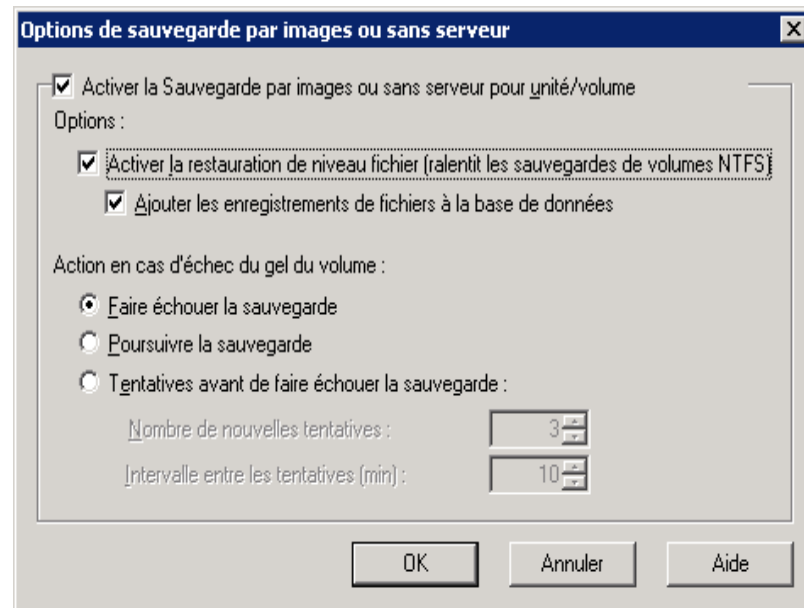 Options de sauvegarde par images ou sans serveur
Activer la Sauvegarde par images ou sans serveur pour unité/volume
Options :
Activer la restauration de niveau fichier (ralentit les sauvegardes de volumes NTFS)
Ajouter les enregistrements de fichiers à la base de données
Action en cas d'échec du gel du volume :
Faire échouer la sauvegarde
Poursuivre la sauvegarde
Tentatives avant de faire échouer la sauvegarde :
Nombre de nouvelles tentatives : 3
Intervalle entre les tentatives (min) : 10
OK Annuler Aide